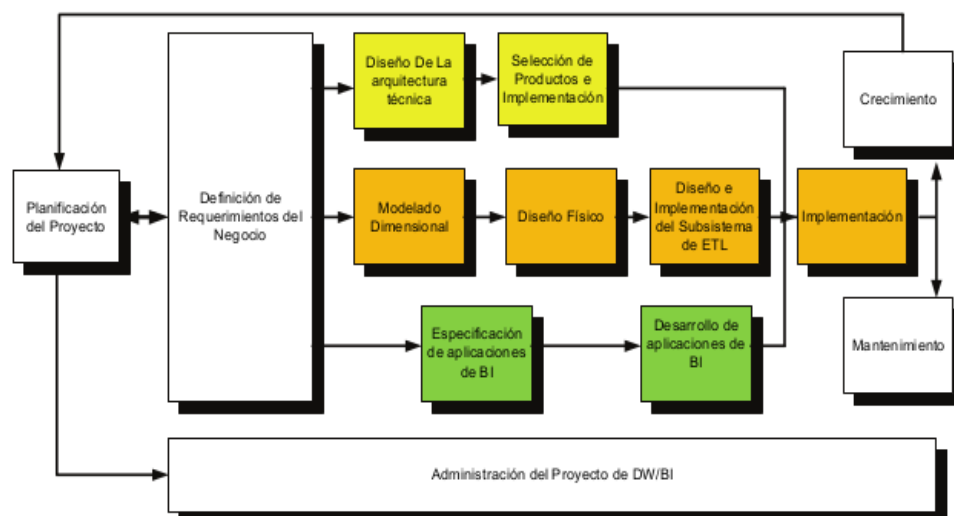 Planificación
del Proyecto
Definición de
Requerimientos del
Negocio
Diseño De La
arquitectura
técnica
Selección de
Productos e
Implementación
Modelado
Dimensional
Diseño Físico
Diseño e
Implementación
del Subsistema
de ETL
Implementación
Especificación
de aplicaciones
de BI
Desarrollo de
aplicaciones de
BI
Crecimiento
Mantenimiento
Administración del Proyecto de DW/BI